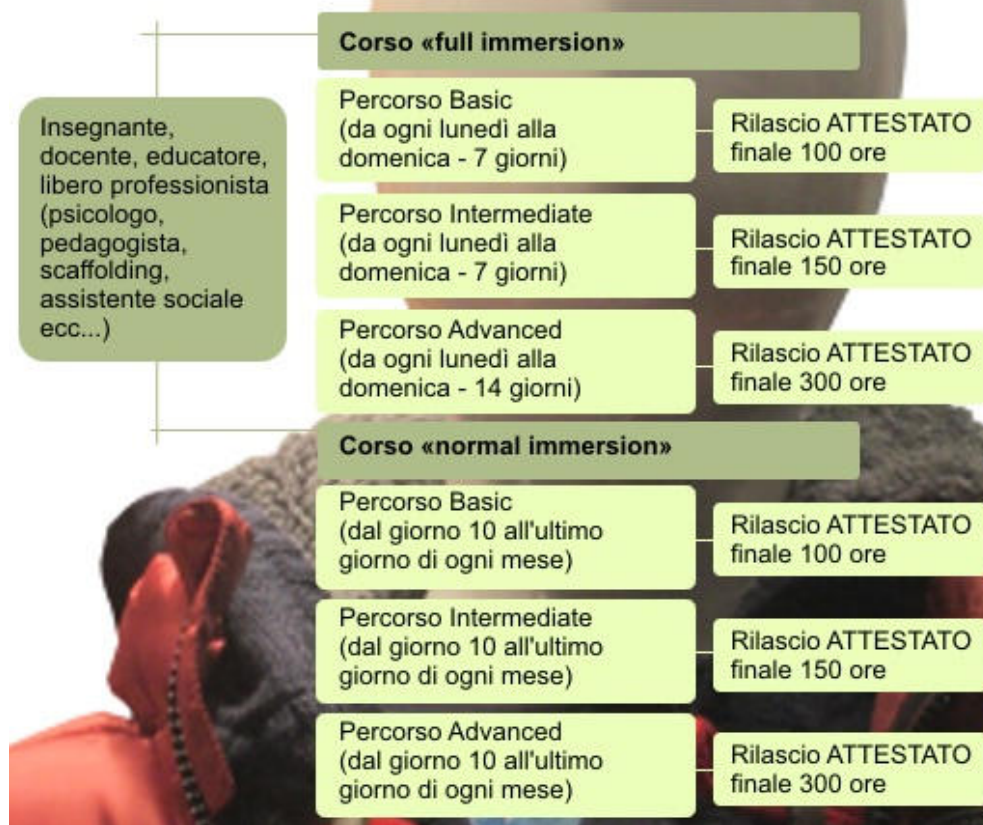 Corso «full immersion»
Insegnante,
docente, educatore,
libero professionista
(psicologo,
pedagogista,
scaffolding,
assistente sociale
ecc...)
Percorso Basic
(da ogni lunedì alla
domenica - 7 giorni)
Rilascio ATTESTATO
finale 100 ore
Percorso Intermediate
(da ogni lunedì alla
domenica - 7 giorni)
Rilascio ATTESTATO
finale 150 ore
Percorso Advanced
(da ogni lunedì alla
domenica - 14 giorni)
Rilascio ATTESTATO
finale 300 ore
Corso «normal immersion»
Percorso Basic
(dal giorno 10 all'ultimo
giorno di ogni mese)
Rilascio ATTESTATO
finale 100 ore
Percorso Intermediate
(dal giorno 10 all'ultimo
giorno di ogni mese)
Rilascio ATTESTATO
finale 150 ore
Percorso Advanced
(dal giorno 10 all'ultimo
giorno di ogni mese)
Rilascio ATTESTATO
finale 300 ore